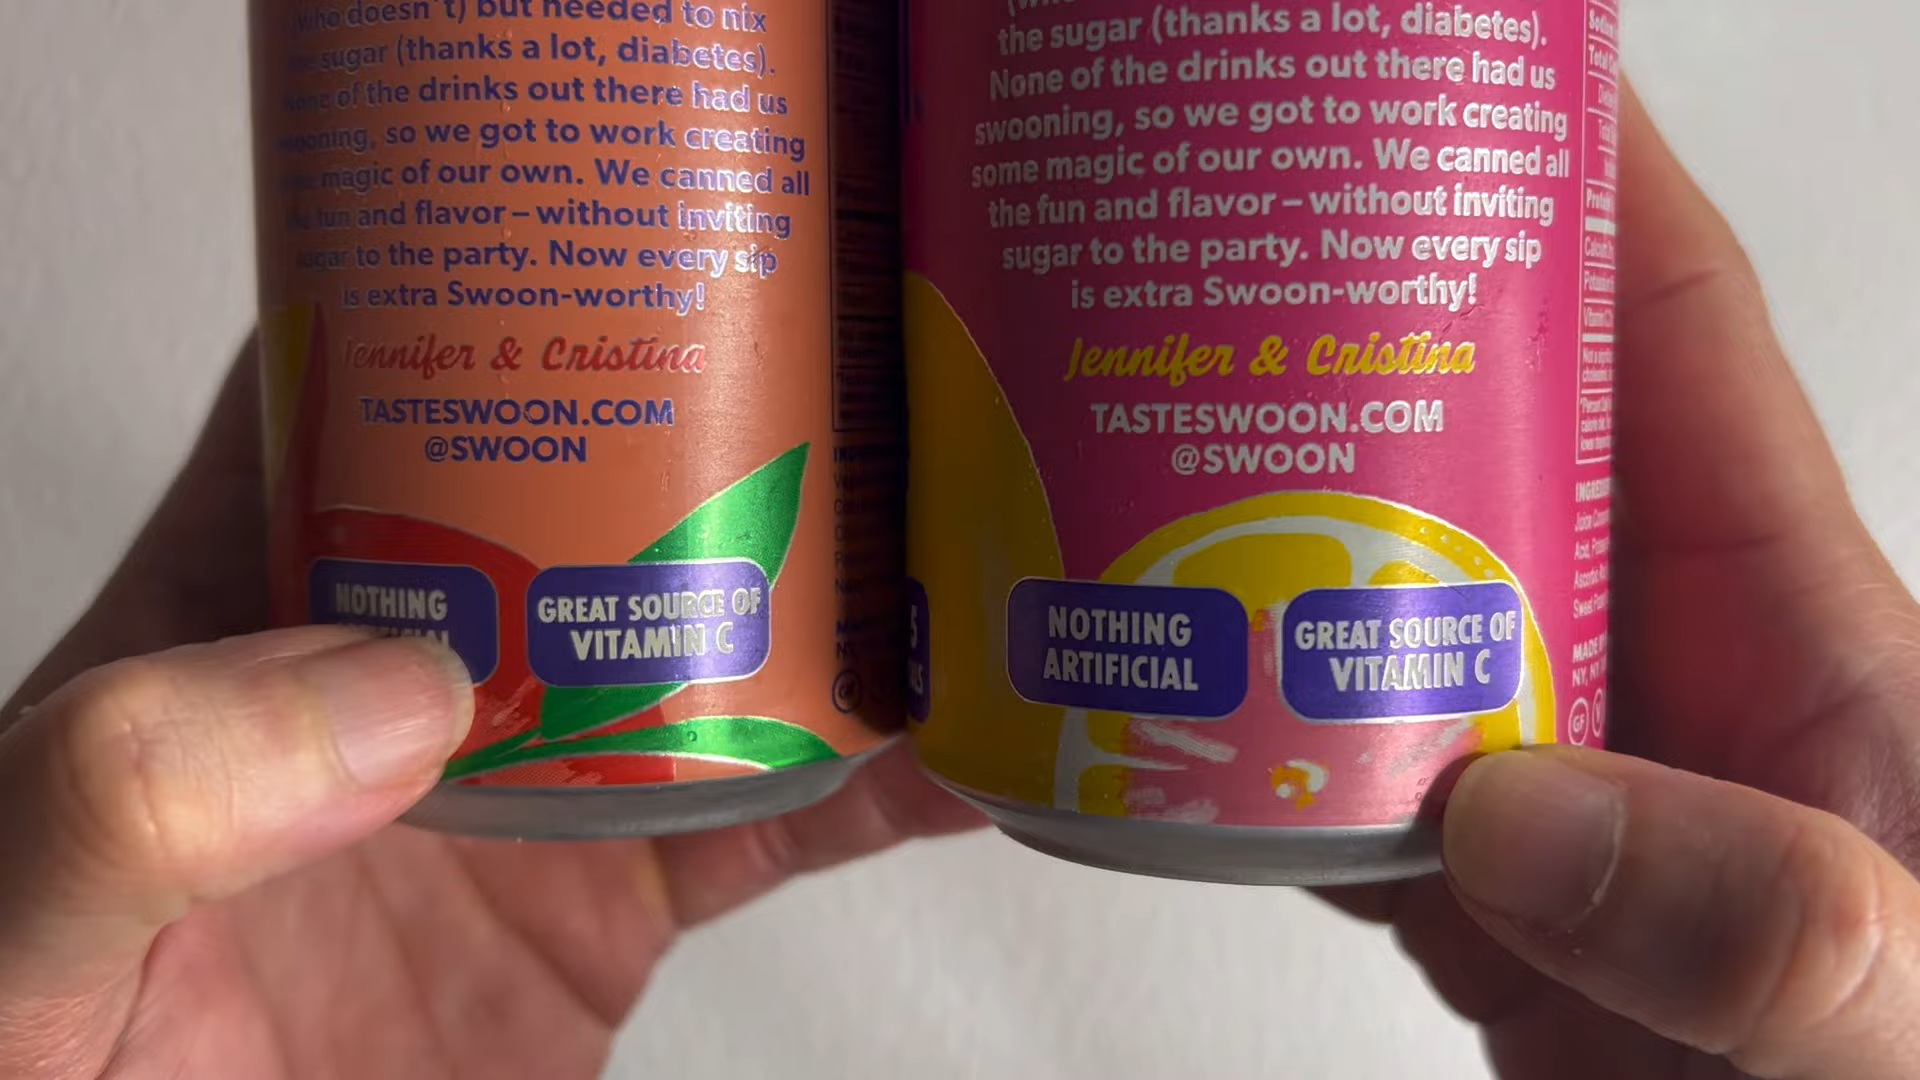 who doesn't) but needed to nix
sugar (thanks a lot, diabetes).
None of the drinks out there had us
swooning, so we got to work creating
magic of our own. We canned all
the fun and flavor – without inviting
sugar to the party. Now every sip
is extra Swoon-worthy!
Jennifer & Cristina
TASTESWOON.COM
@SWOON
NOTHING
GREAT SOURCE OF
VITAMIN C
the sugar (thanks a lot, diabetes).
None of the drinks out there had us
swooning, so we got to work creating
some magic of our own. We canned all
the fun and flavor – without inviting
sugar to the party. Now every sip
is extra Swoon-worthy!
Jennifer & Cristina
TASTESWOON.COM
@SWOON
5
NOTHING
ARTIFICIAL
GREAT SOURCE OF
VITAMIN C
GF